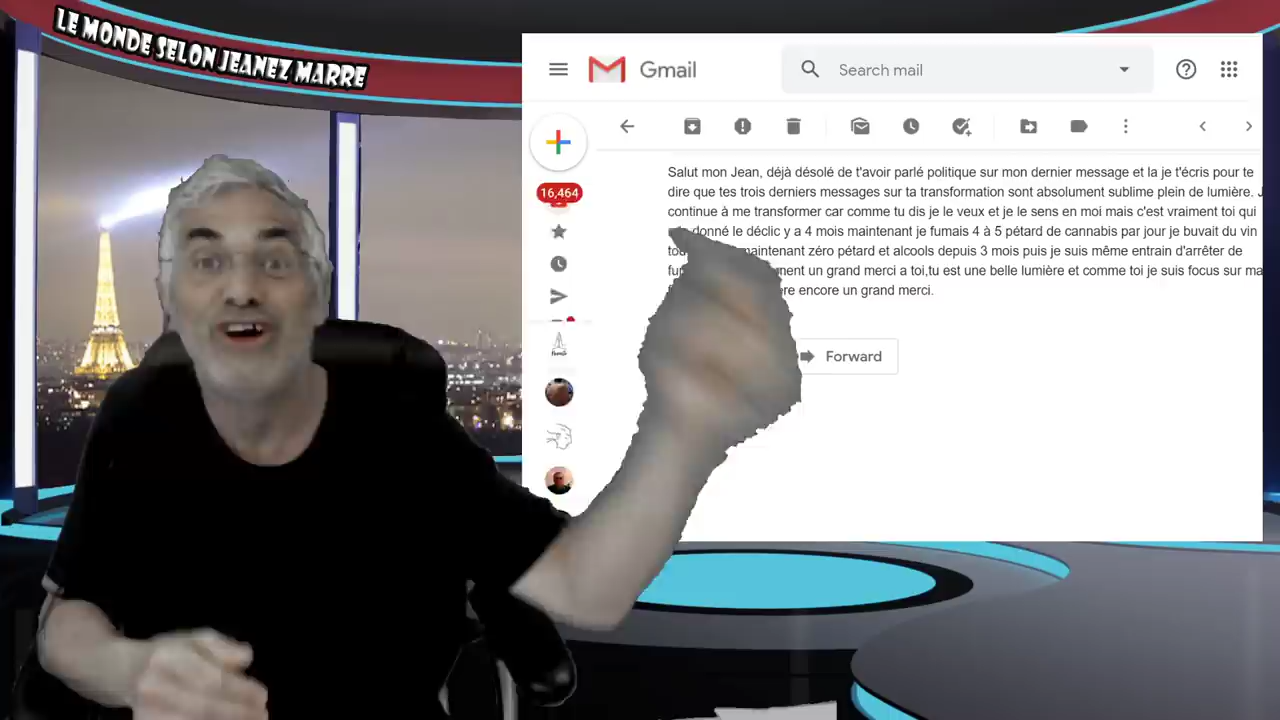 LE MONDE SELON JEANEZ MARRE
Gmail
Search mail
16,464
Salut mon Jean, déjà désolé de t'avoir parlé politique sur mon dernier message et la je t'écris pour te
dire que tes trois derniers messages sur ta transformation sont absolument sublime plein de lumière.
continue à me transformer car comme tu dis je le veux et je le sens en moi mais c'est vraiment toi qui
donné le déclic y a 4 mois maintenant je fumais 4 à 5 pétard de cannabis par jour je buvait du vin
maintenant zéro pétard et alcools depuis 3 mois puis je suis même entrain d'arrêter de
un grand merci a toi,tu est une belle lumière et comme toi je suis focus sur ma
encore un grand merci.
Forward